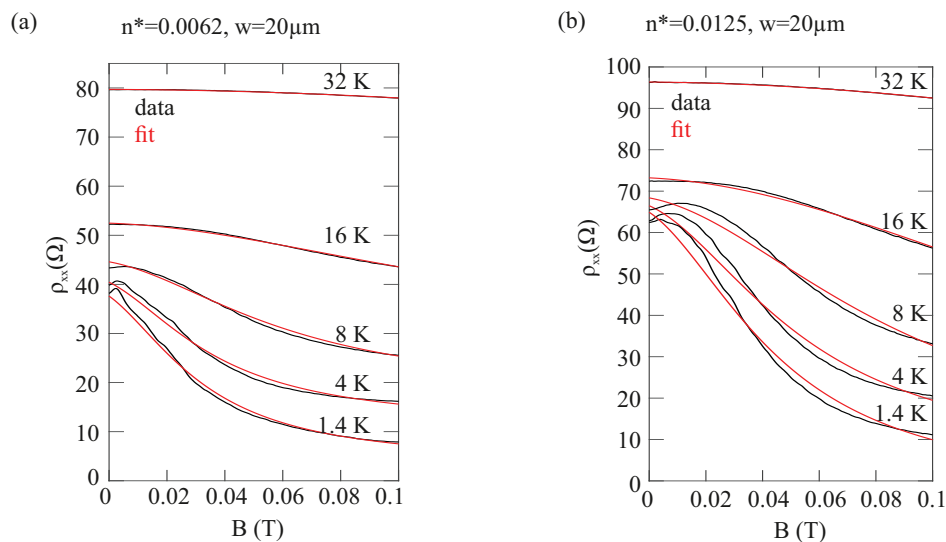 (a)
n*=0.0062, w=20μm
80
70
60
50
40
30
20
10
0
ρxx(Ω)
data
fit
32 K
16 K
8 K
4 K
1.4 K
0
0.02
0.04
0.06
0.08
0.1
B (T)
(b)
n*=0.0125, w=20μm
100
90
80
70
60
50
40
30
20
10
0
ρxx(Ω)
data
fit
32 K
16 K
8 K
4 K
1.4 K
0
0.02
0.04
0.06
0.08
0.1
B (T)